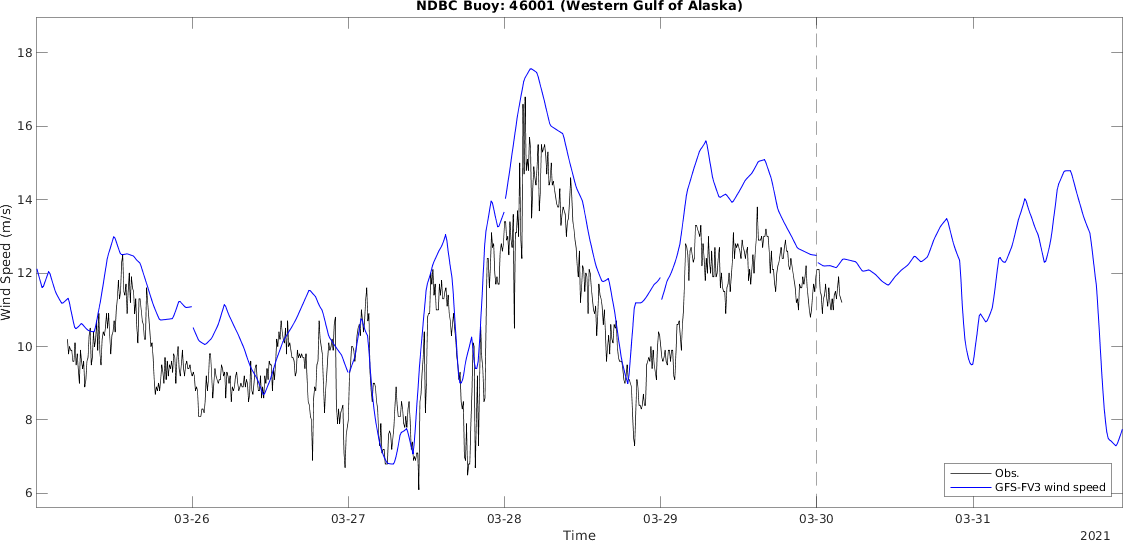 NDBC Buoy: 46001 (Western Gulf of Alaska)
18
16
14
12
10
8
6
Wind Speed (m/s)
Obs.
GFS-FV3 wind speed
03-26
03-27
03-28
03-29
03-30
03-31
Time
2021